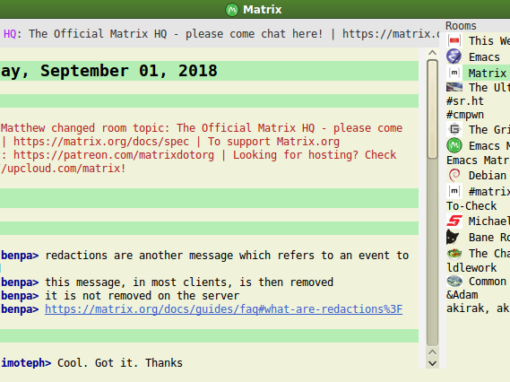 Matrix
HQ: The Official Matrix HQ - please come chat here! | https://matrix.o
ay, September 01, 2018
Matthew changed room topic: The Official Matrix HQ - please come
| https://matrix.org/docs/spec | To support Matrix.org
: https://patreon.com/matrixdotorg | Looking for hosting? Check
/upcloud.com/matrix!
benpa> redactions are another message which refers to an event to
benpa> this message, in most clients, is then removed
benpa> it is not removed on the server
benpa> https://matrix.org/docs/guides/faq#what-are-redactions%3F
imoteph> Cool. Got it. Thanks
Rooms
This We
Emacs
Matrix
The Ult
#sr.ht
#cmpwn
The Gri
Emacs M
Emacs Matr
Debian
#matrix
To-Check
Michael
Bane Ro
The Cha
ldlework
Common
&Adam
akirak, ak